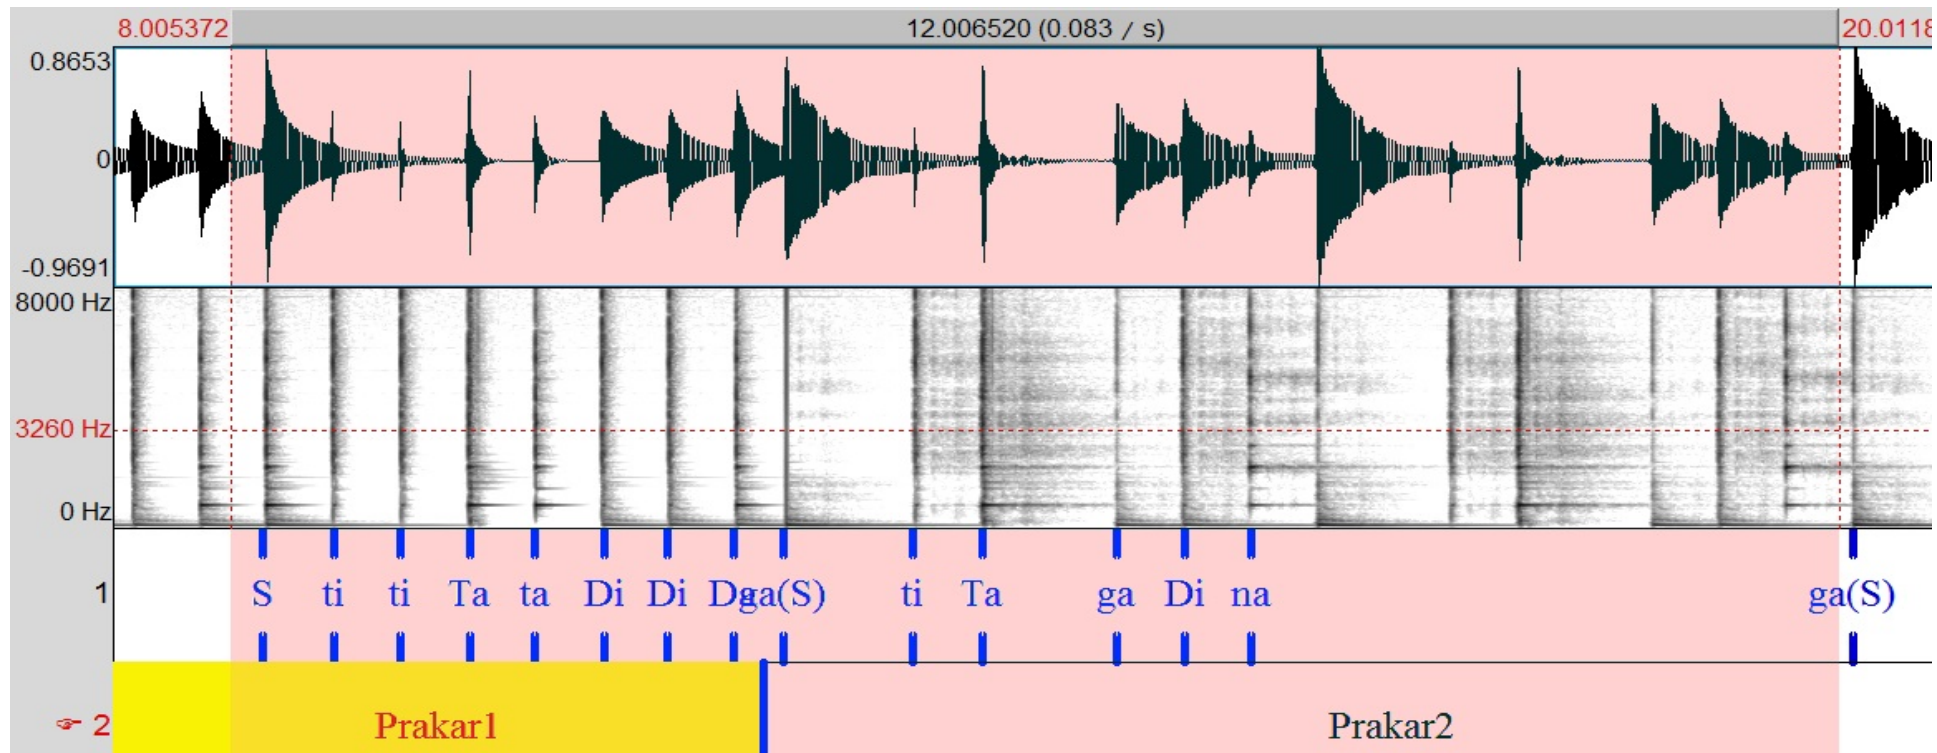 8.005372 12.006520 (0.083 / s) 20.0118
0.8653
0
-0.9691
8000 Hz
3260 Hz
0 Hz
1 S ti ti Ta ta Di Di ga(S) ti Ta ga Di na ga(S)
☞ 2 Prakar1 Prakar2